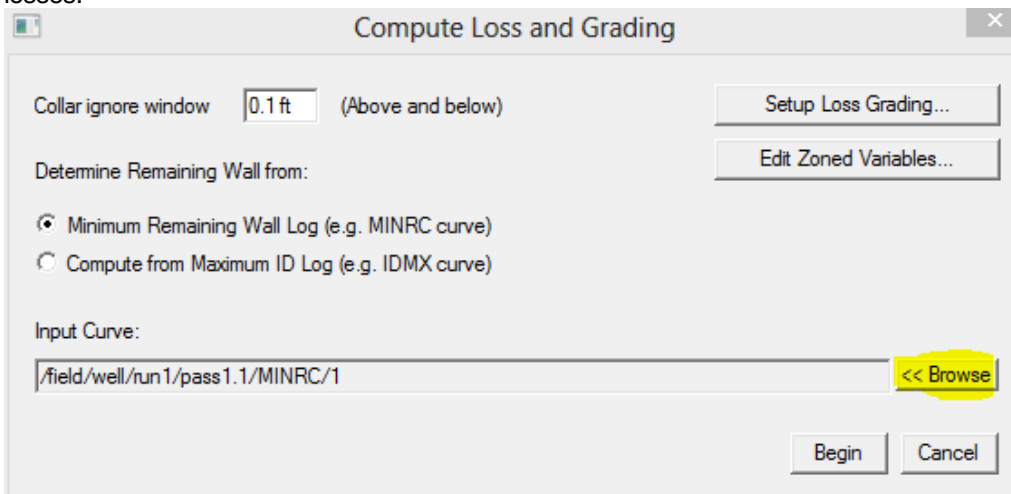 losses.
Compute Loss and Grading
Collar ignore window 0.1 ft (Above and below) Setup Loss Grading...
Edit Zoned Variables...
Determine Remaining Wall from:
Minimum Remaining Wall Log (e.g. MINRC curve)
Compute from Maximum ID Log (e.g. IDMX curve)
Input Curve:
/field/well/run1/pass1.1/MINRC/1 << Browse
Begin Cancel